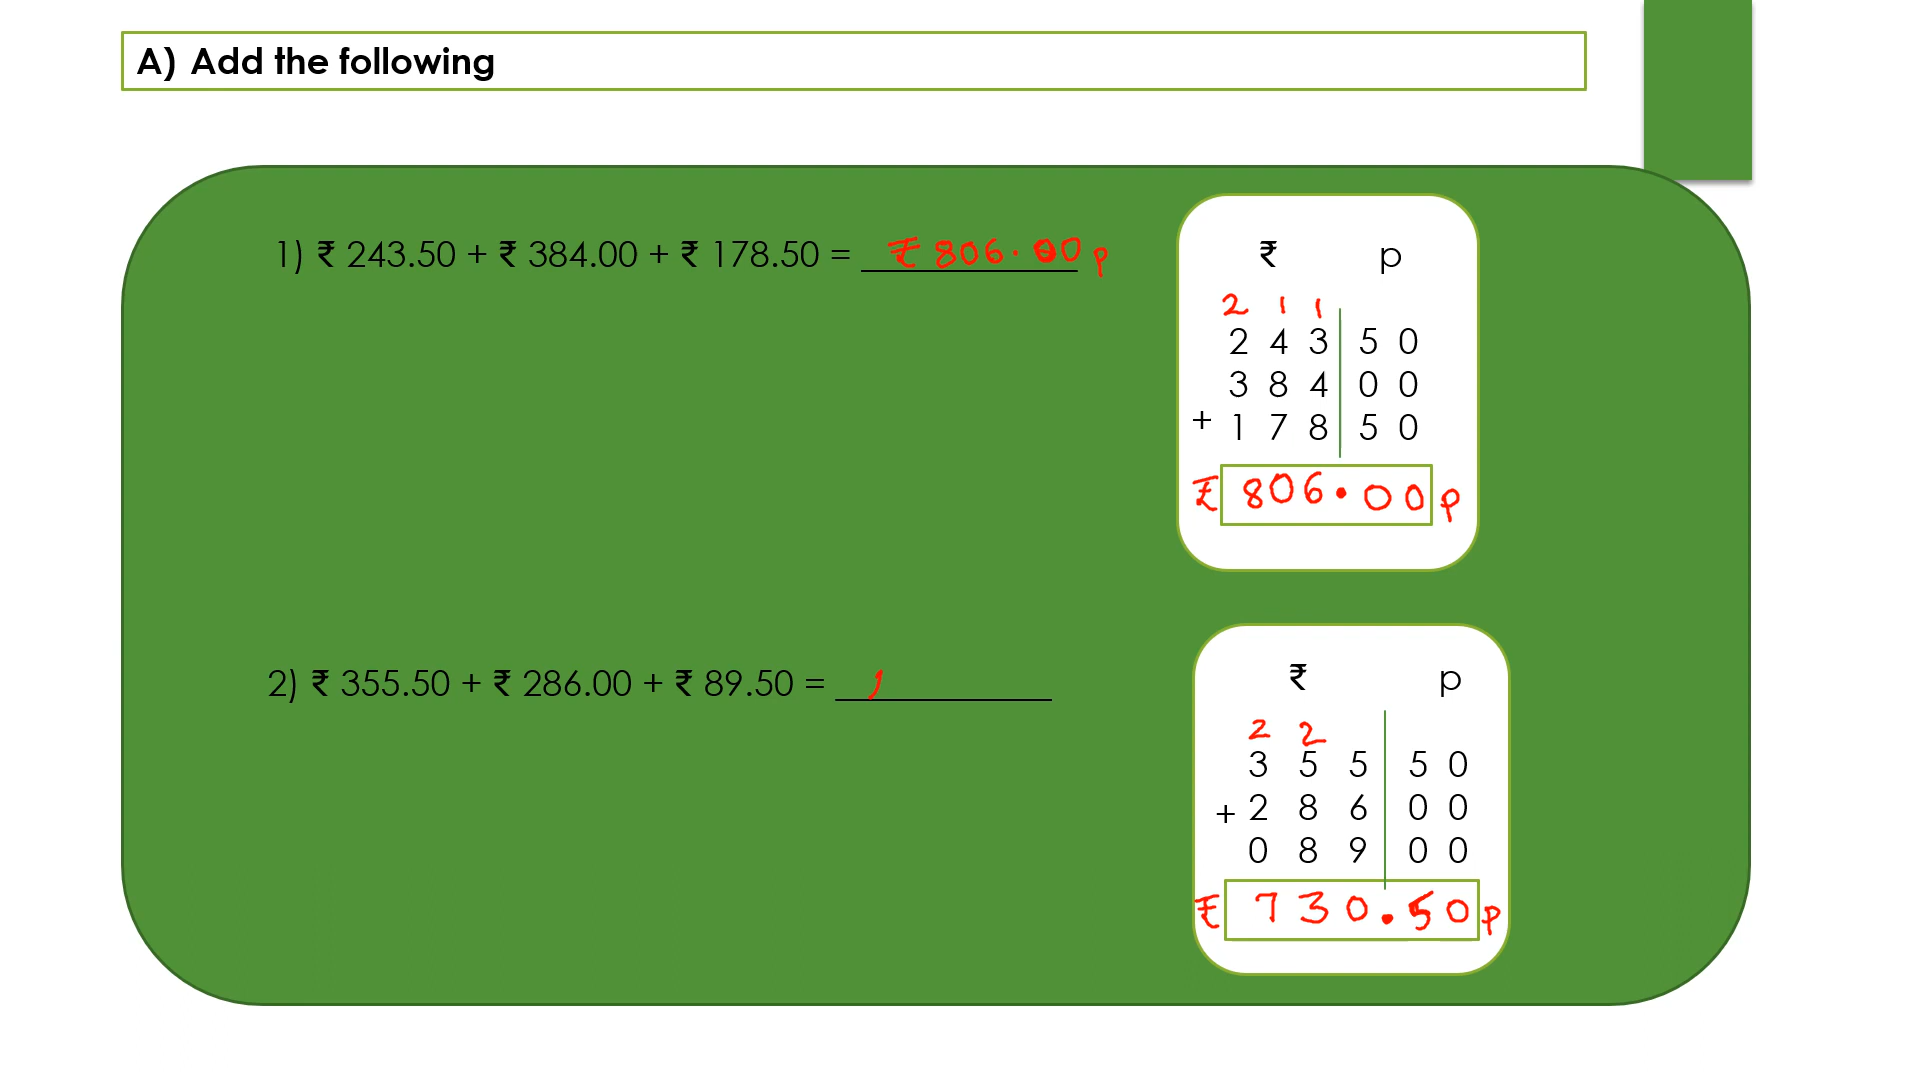 A) Add the following
1) ₹ 243.50 + ₹ 384.00 + ₹ 178.50 = ₹ 806.00 p
₹ p
2 1 1
2 4 3 5 0
3 8 4 0 0
+ 1 7 8 5 0
₹ 806.00 p
2) ₹ 355.50 + ₹ 286.00 + ₹ 89.50 = ___________
₹ p
2 2
3 5 5 5 0
+ 2 8 6 0 0
0 8 9 0 0
₹ 730.50 p